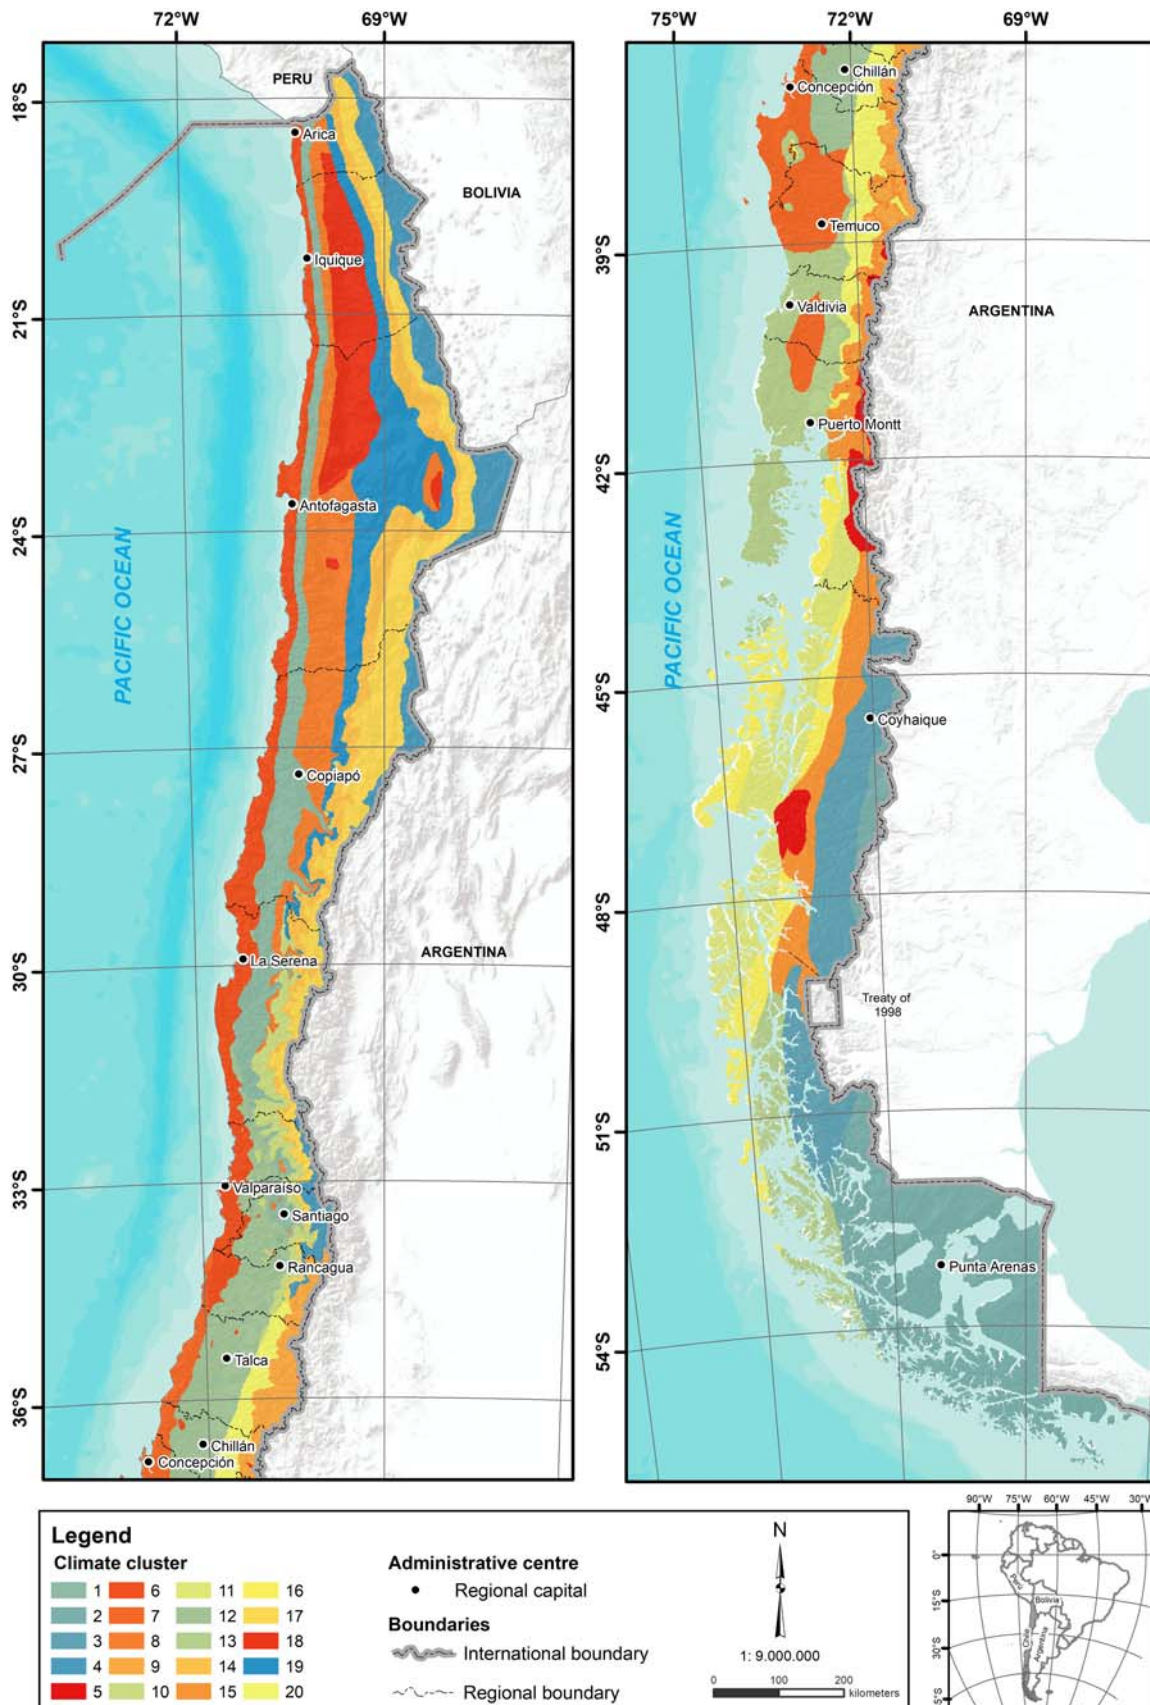 72°W 69°W
75°W 72°W 69°W
PERU
18°S
Arica
BOLIVIA
Iquique
21°S
Antofagasta
24°S
PACIFIC OCEAN
27°S
Copiapó
ARGENTINA
30°S
La Serena
33°S
Valparaíso
Santiago
Rancagua
Talca
36°S
Chillán
Concepción
Chillán
Concepción
Temuco
39°S
Valdivia
ARGENTINA
Puerto Montt
42°S
PACIFIC OCEAN
45°S
Coyhaique
48°S
Treaty of
1998
51°S
Punta Arenas
54°S
Legend
Climate cluster
1 6 11 16
2 7 12 17
3 8 13 18
4 9 14 19
5 10 15 20
Administrative centre
Regional capital
Boundaries
International boundary
Regional boundary
N
1: 9.000.000
0 100 200
kilometers
90°W 75°W 60°W 45°W 30°W
0°
15°S
30°S
45°S
Perú
Bolivia
Chile
Argentina